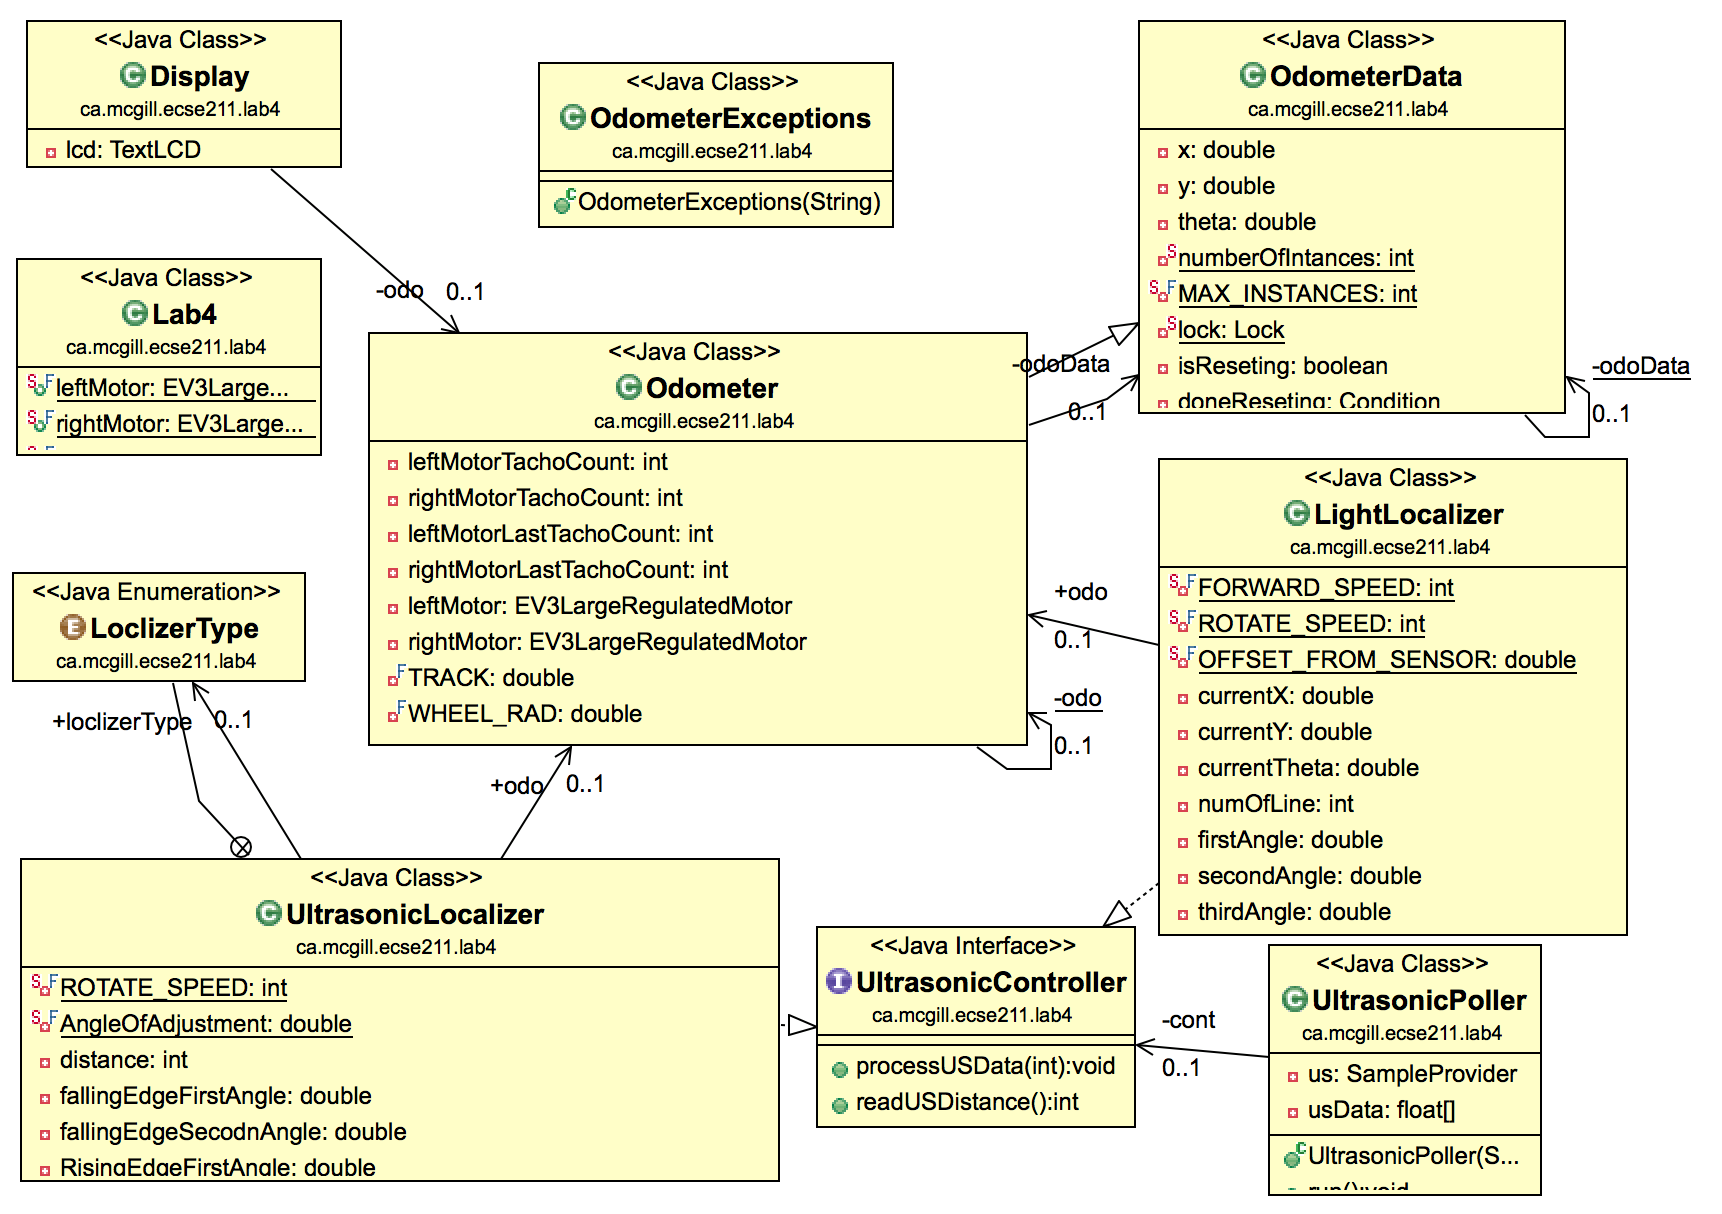 <<Java Class>>
Display
ca.mcgill.ecse211.lab4
lcd: TextLCD
<<Java Class>>
OdometerExceptions
ca.mcgill.ecse211.lab4
OdometerExceptions(String)
<<Java Class>>
OdometerData
ca.mcgill.ecse211.lab4
x: double
y: double
theta: double
numberOfIntances: int
MAX_INSTANCES: int
lock: Lock
isReseting: boolean
doneReseting: Condition
-odoData
0..1
<<Java Class>>
Lab4
ca.mcgill.ecse211.lab4
leftMotor: EV3Large...
rightMotor: EV3Large...
-odo
0..1
<<Java Class>>
Odometer
ca.mcgill.ecse211.lab4
leftMotorTachoCount: int
rightMotorTachoCount: int
leftMotorLastTachoCount: int
rightMotorLastTachoCount: int
leftMotor: EV3LargeRegulatedMotor
rightMotor: EV3LargeRegulatedMotor
TRACK: double
WHEEL_RAD: double
-odoData
0..1
-odo
0..1
<<Java Class>>
LightLocalizer
ca.mcgill.ecse211.lab4
FORWARD_SPEED: int
ROTATE_SPEED: int
OFFSET_FROM_SENSOR: double
currentX: double
currentY: double
currentTheta: double
numOfLine: int
firstAngle: double
secondAngle: double
thirdAngle: double
+odo
0..1
<<Java Enumeration>>
LoclizerType
ca.mcgill.ecse211.lab4
+loclizerType
0..1
+odo
0..1
<<Java Class>>
UltrasonicLocalizer
ca.mcgill.ecse211.lab4
ROTATE_SPEED: int
AngleOfAdjustment: double
distance: int
fallingEdgeFirstAngle: double
fallingEdgeSecodnAngle: double
RisingEdgeFirstAngle: double
<<Java Interface>>
UltrasonicController
ca.mcgill.ecse211.lab4
processUSData(int):void
readUSDistance():int
-cont
0..1
<<Java Class>>
UltrasonicPoller
ca.mcgill.ecse211.lab4
us: SampleProvider
usData: float[]
UltrasonicPoller(S...
run():void